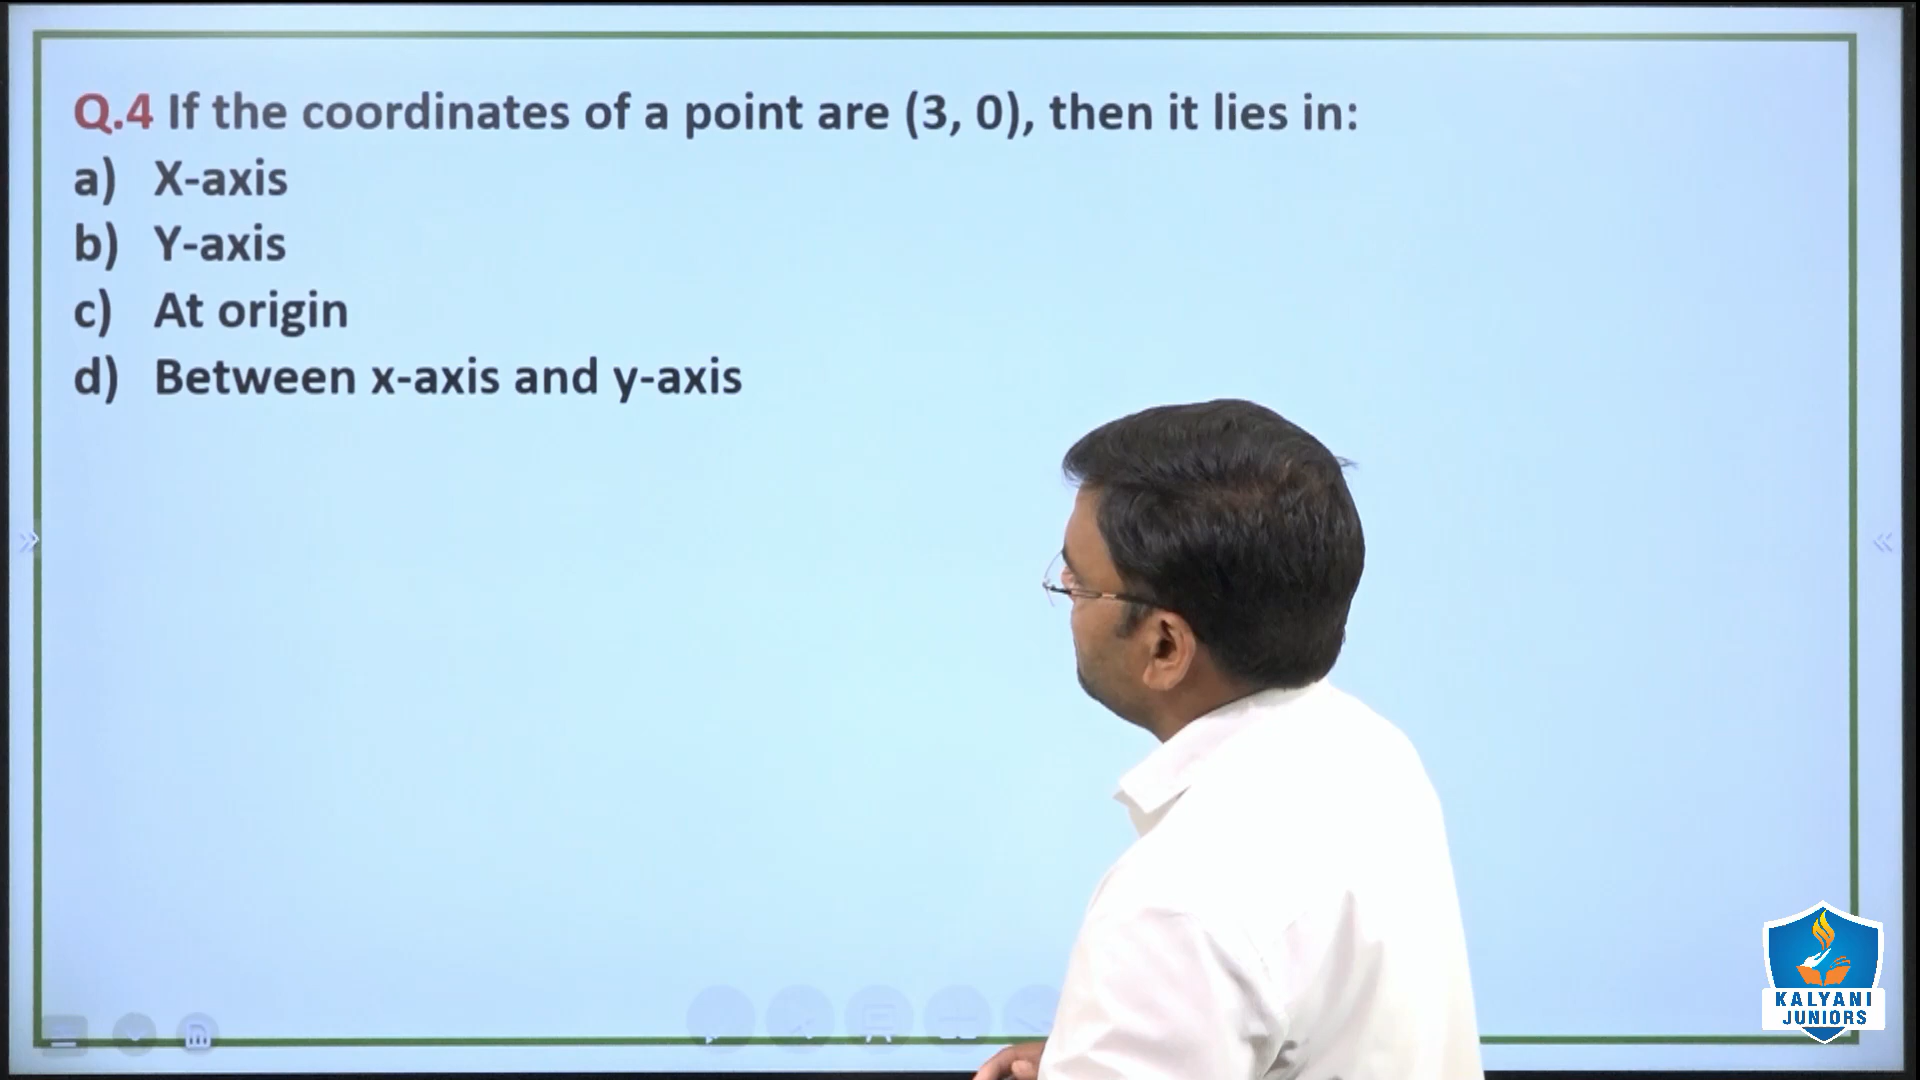 Q.4 If the coordinates of a point are (3, 0), then it lies in:
a) X-axis
b) Y-axis
c) At origin
d) Between x-axis and y-axis
KALYANI
JUNIORS